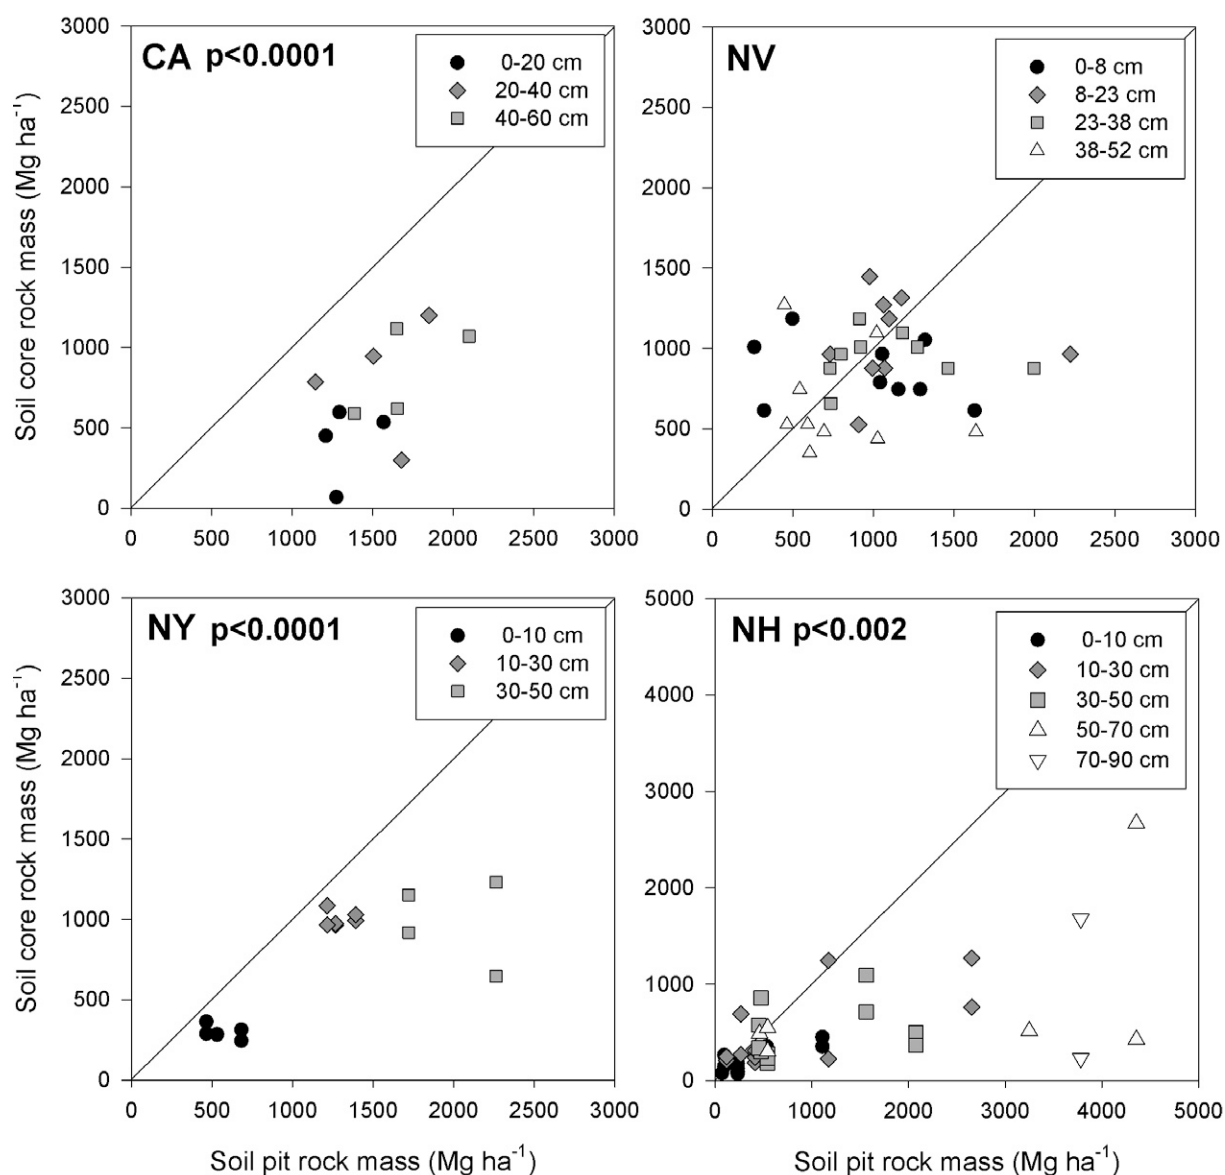 CA p<0.0001
0-20 cm
20-40 cm
40-60 cm
Soil core rock mass (Mg ha⁻¹)
3000
2500
2000
1500
1000
500
0
0 500 1000 1500 2000 2500 3000
NV
0-8 cm
8-23 cm
23-38 cm
38-52 cm
3000
2500
2000
1500
1000
500
0
0 500 1000 1500 2000 2500 3000
NY p<0.0001
0-10 cm
10-30 cm
30-50 cm
Soil core rock mass (Mg ha⁻¹)
3000
2500
2000
1500
1000
500
0
0 500 1000 1500 2000 2500 3000
Soil pit rock mass (Mg ha⁻¹)
NH p<0.002
0-10 cm
10-30 cm
30-50 cm
50-70 cm
70-90 cm
5000
4000
3000
2000
1000
0
0 1000 2000 3000 4000 5000
Soil pit rock mass (Mg ha⁻¹)